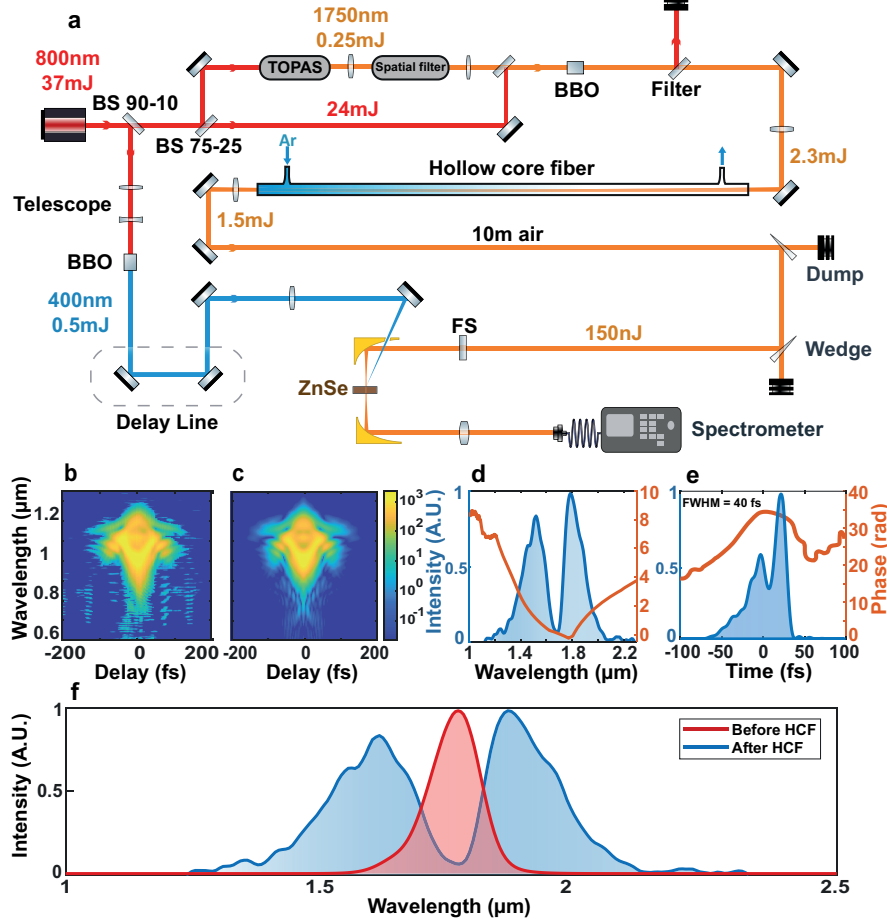 a
1750nm
0.25mJ
800nm
37mJ
TOPAS
Spatial filter
BS 90-10
BBO
Filter
24mJ
BS 75-25
Ar
Hollow core fiber
2.3mJ
Telescope
1.5mJ
10m air
BBO
Dump
400nm
0.5mJ
FS
150nJ
Wedge
ZnSe
Delay Line
Spectrometer
b
c
d
e
Wavelength (µm)
1.2
1
0.8
0.6
-200
0
200
Delay (fs)
-200
0
200
Delay (fs)
10³
10²
10¹
10⁰
10⁻¹
Intensity (A.U.)
1
0.5
0
1
1.4
1.8
2.2
Wavelength (µm)
10
8
6
4
2
0
FWHM = 40 fs
1
0.5
0
-100
-50
0
50
100
Time (fs)
40
30
20
10
0
Phase (rad)
f
Intensity (A.U.)
1
0.5
0
1
1.5
2
2.5
Wavelength (µm)
Before HCF
After HCF